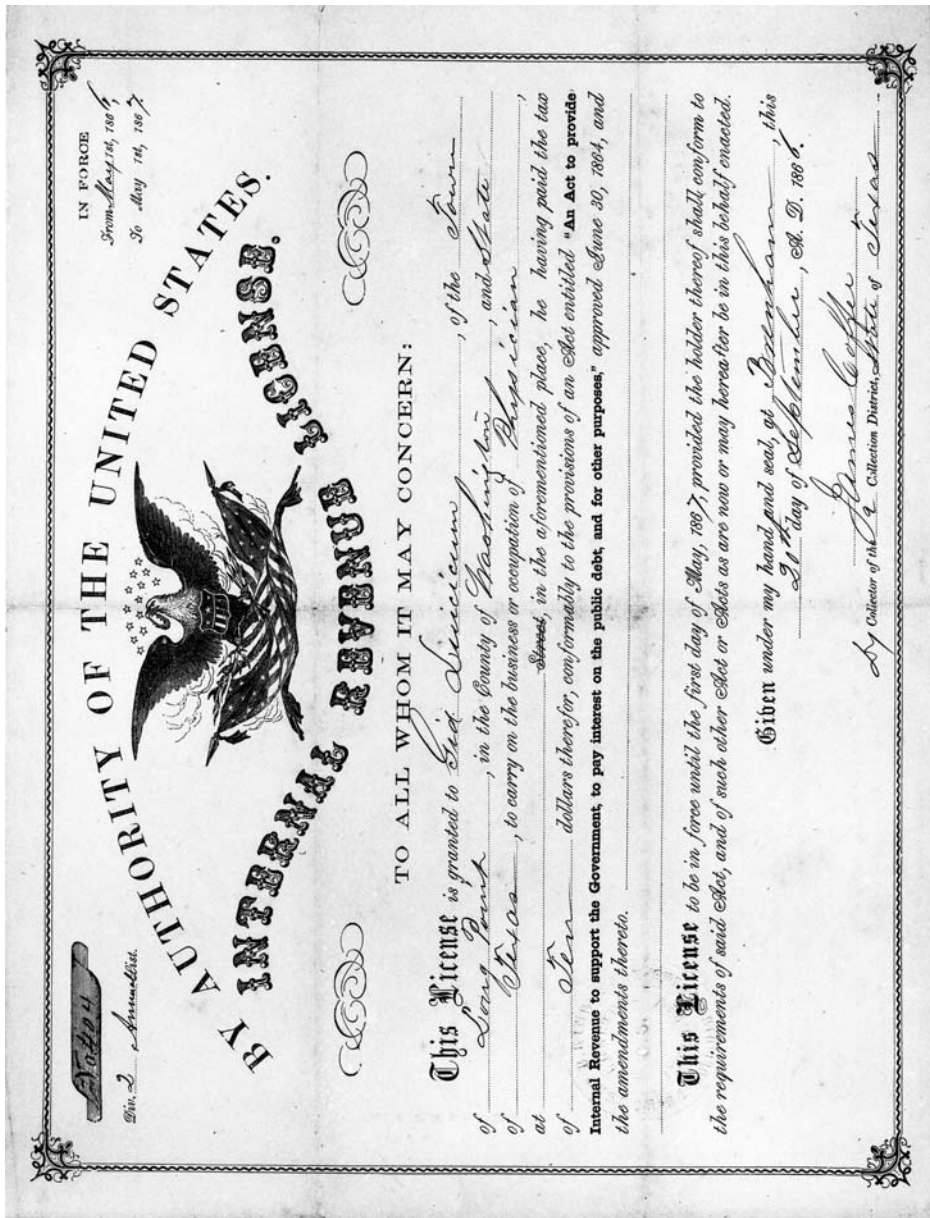 Div. 2 Annual List.
IN FORCE
From May 1st, 1866,
To May 1st, 1867.
BY AUTHORITY OF THE UNITED STATES.
INTERNAL REVENUE LICENSE.
TO ALL WHOM IT MAY CONCERN:
This License is granted to Gid Lincecum, of the Town
of Long Point, in the County of Washington, and State
of Texas, to carry on the business or occupation of Physician,
at Street, in the aforementioned place, he having paid the tax
of Ten dollars therefor, conformably to the provisions of an Act entitled "An Act to provide
Internal Revenue to support the Government, to pay interest on the public debt, and for other purposes," approved June 30, 1864, and
the amendments thereto.
This License to be in force until the first day of May, 1867, provided the holder thereof shall conform to
the requirements of said Act, and of such other Act or Acts as are now or may hereafter be in this behalf enacted.
Given under my hand and seal, at Brenham, this
20th day of September, A. D. 1866.
James Coffee
Collector of the Collection District, State of Texas